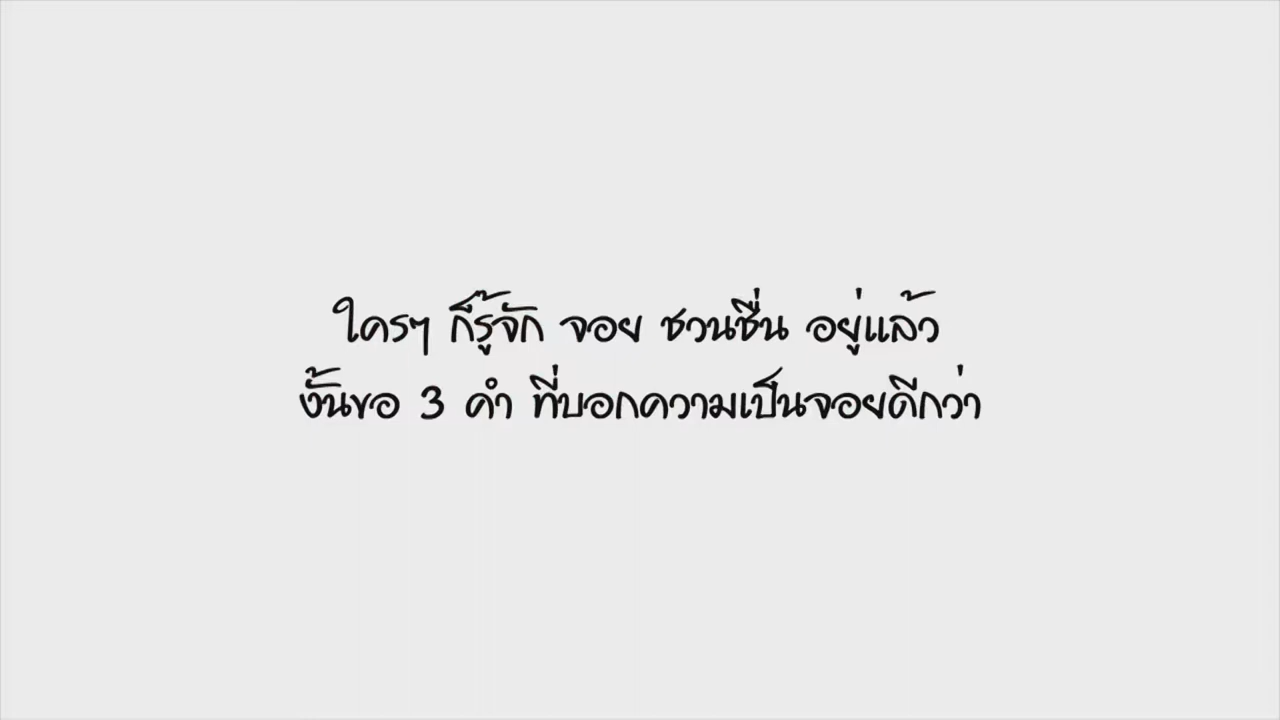 ใครๆ ก็รู้จัก จอย ชวนชื่น อยู่แล้ว
งั้นขอ 3 คำ ที่บอกความเป็นจอยดีกว่า